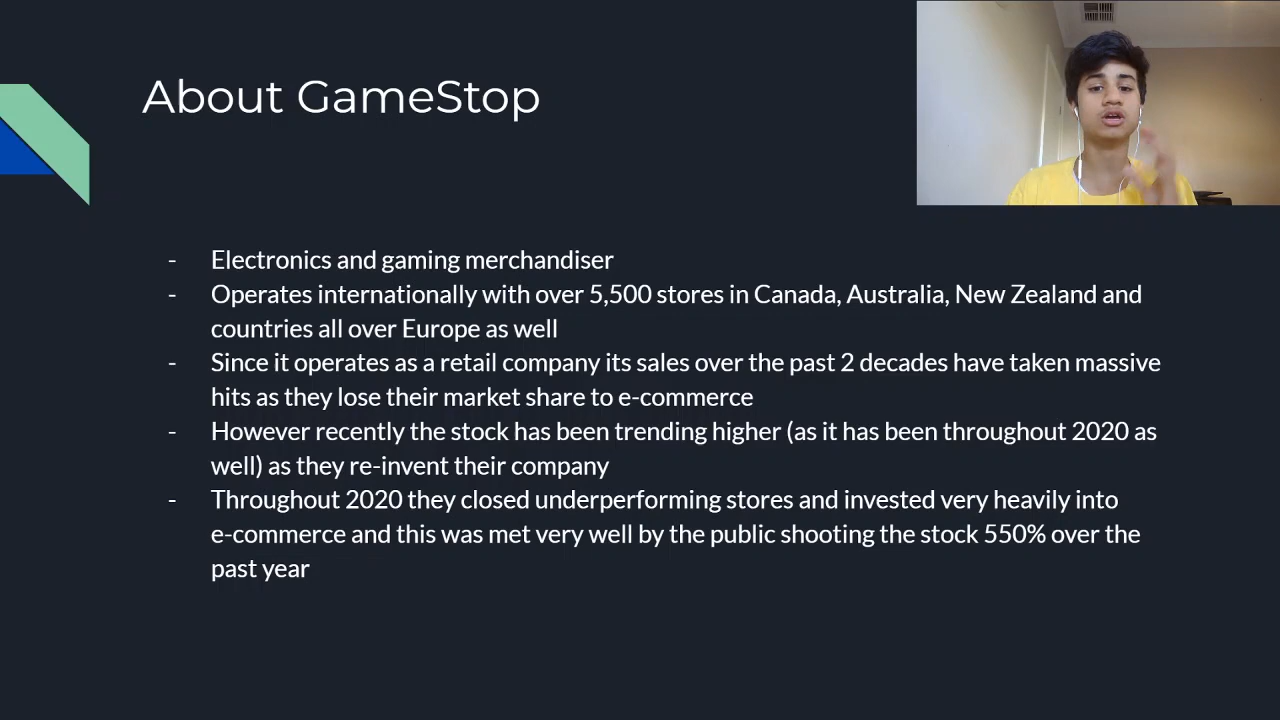 About GameStop
- Electronics and gaming merchandiser
- Operates internationally with over 5,500 stores in Canada, Australia, New Zealand and
countries all over Europe as well
- Since it operates as a retail company its sales over the past 2 decades have taken massive
hits as they lose their market share to e-commerce
- However recently the stock has been trending higher (as it has been throughout 2020 as
well) as they re-invent their company
- Throughout 2020 they closed underperforming stores and invested very heavily into
e-commerce and this was met very well by the public shooting the stock 550% over the
past year